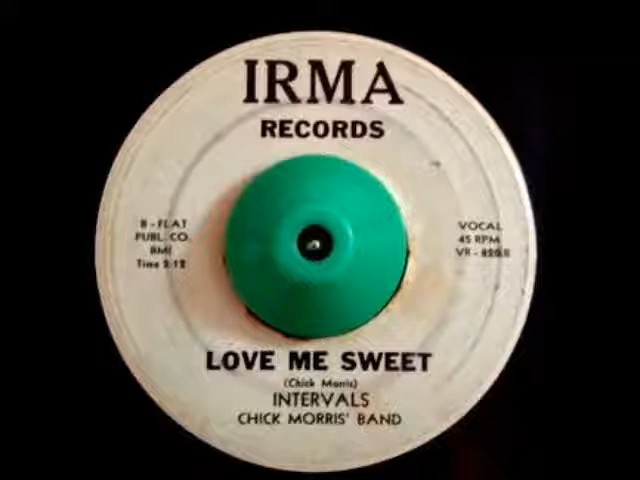 IRMA
RECORDS
B-FLAT
PUBL. CO.
BMI
Time 2:12
VOCAL
45 RPM
LOVE ME SWEET
(Chick Morris)
INTERVALS
CHICK MORRIS' BAND